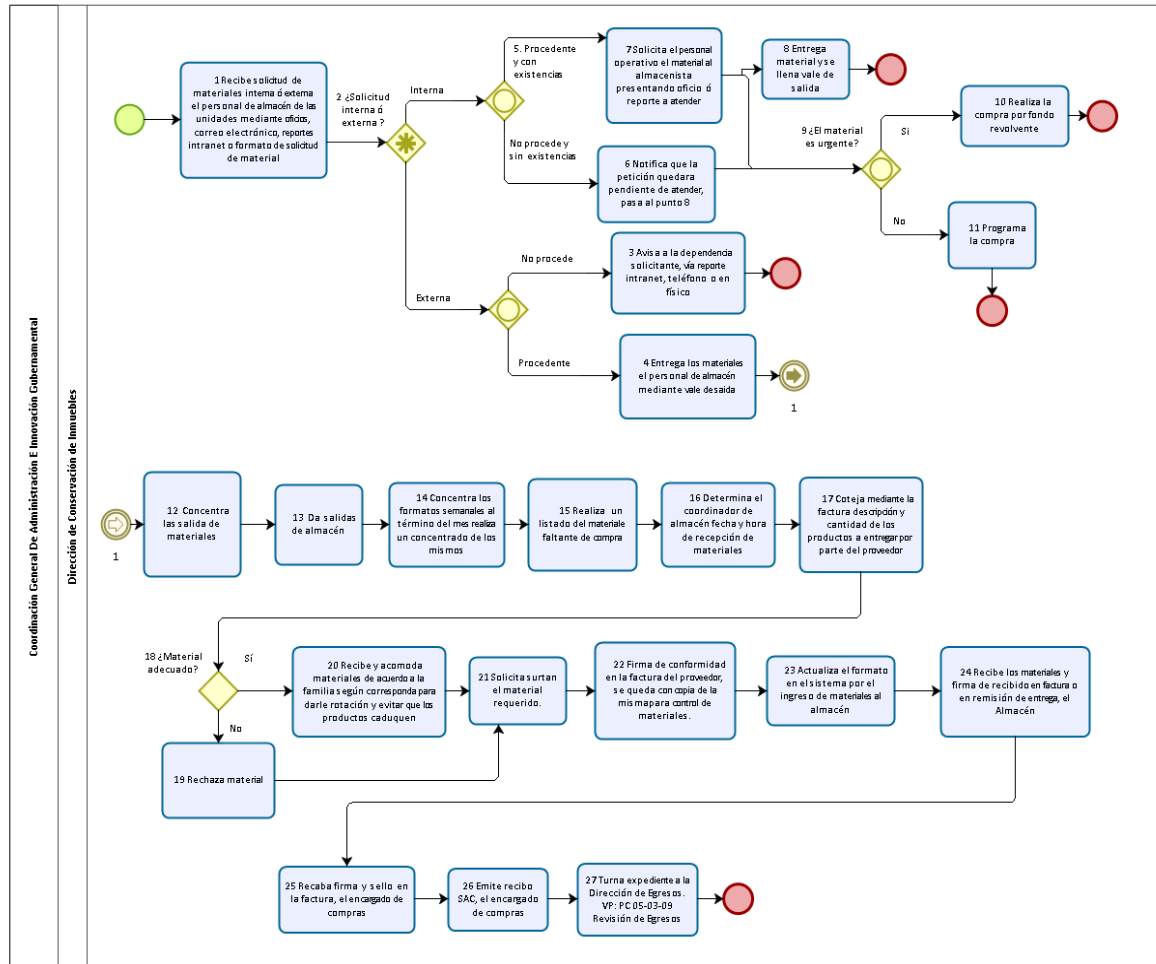 Coordinación General De Administración E Innovación Gubernamental
Dirección de Conservación de Inmuebles
1 Recibe solicitud de
materiales interna ó externa
el personal de almacén de las
unidades mediante oficios,
correo electrónico, reportes
intranet o formato de solicitud
de material
2 ¿Solicitud
interna ó
externa ?
Interna
Externa
5. Procedente
y con
existencias
No procede y
sin existencias
7 Solicita el personal
operativo el material al
almacenista
presentando oficio ó
reporte a atender
8 Entrega
material y se
llena vale de
salida
6 Notifica que la
petición quedara
pendiente de atender,
pasa al punto 8
9 ¿El material
es urgente?
Si
No
10 Realiza la
compra por fondo
revolvente
11 Programa
la compra
No procede
Procedente
3 Avisa a la dependencia
solicitante, vía reporte
intranet, teléfono o en
físico
4 Entrega los materiales
el personal de almacén
mediante vale desaida
1
1
12 Concentra
las salida de
materiales
13 Da salidas
de almacén
14 Concentra los
formatos semanales al
término del mes realiza
un concentrado de los
mismos
15 Realiza un
listado del materiale
faltante de compra
16 Determina el
coordinador de
almacén fecha y hora
de recepción de
materiales
17 Coteja mediante la
factura descripción y
cantidad de los
productos a entregar por
parte del proveedor
18 ¿Material
adecuado?
Sí
No
19 Rechaza material
20 Recibe y acomoda
materiales de acuerdo a la
familia según corresponda para
darle rotación y evitar que los
productos caduquen
21 Solicita surtan
el material
requerido.
22 Firma de conformidad
en la factura del proveedor,
se queda con copia de la
misma para control de
materiales.
23 Actualiza el formato
en el sistema por el
ingreso de materiales al
almacén
24 Recibe los materiales y
firma de recibido en factura o
en remisión de entrega, el
Almacén
25 Recaba firma y sello en
la factura, el encargado de
compras
26 Emite recibo
SAC, el encargado
de compras
27 Turna expediente a la
Dirección de Egresos.
VP: PC 05-03-09
Revisión de Egresos